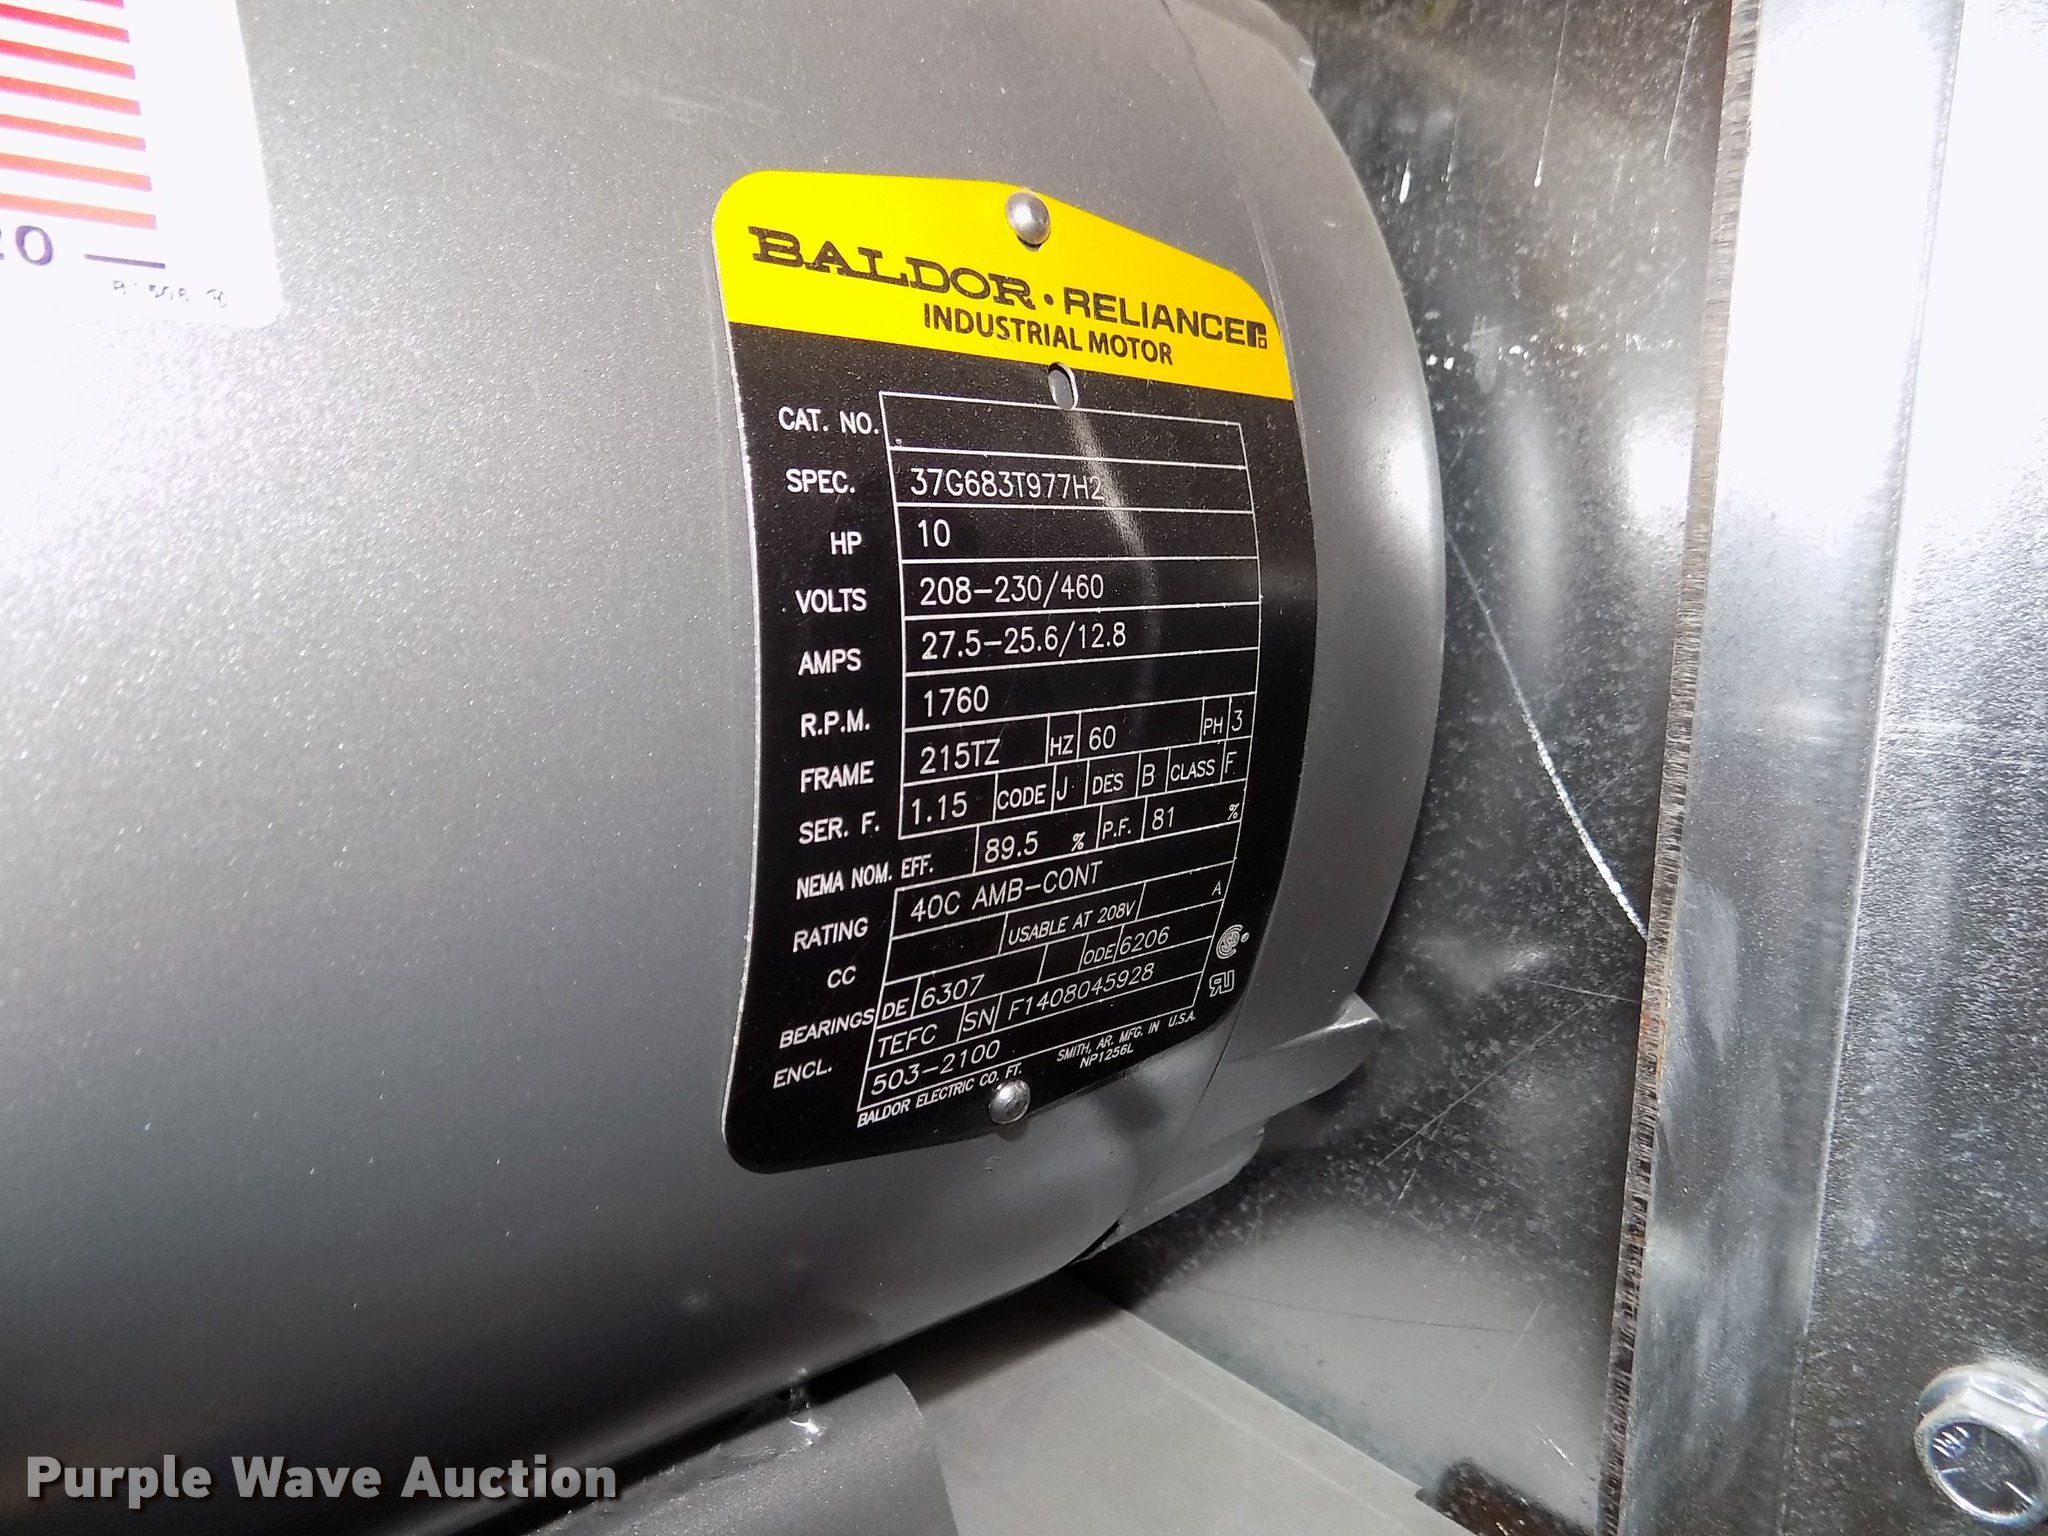 20
BALDOR • RELIANCE
INDUSTRIAL MOTOR
CAT. NO.
SPEC. 37G683T977H2
HP 10
VOLTS 208-230/460
AMPS 27.5-25.6/12.8
R.P.M. 1760
FRAME 215TZ HZ 60 PH 3
SER. F. 1.15 CODE J DES B CLASS F
NEMA NOM. EFF. 89.5 % P.F. 81 %
RATING 40C AMB-CONT
CC USABLE AT 208V A
BEARINGS DE 6307 ODE 6206
ENCL. TEFC SN F1408045928
503-2100
BALDOR ELECTRIC CO. FT. SMITH, AR. MFG. IN U.S.A.
NP1256L
Purple Wave Auction